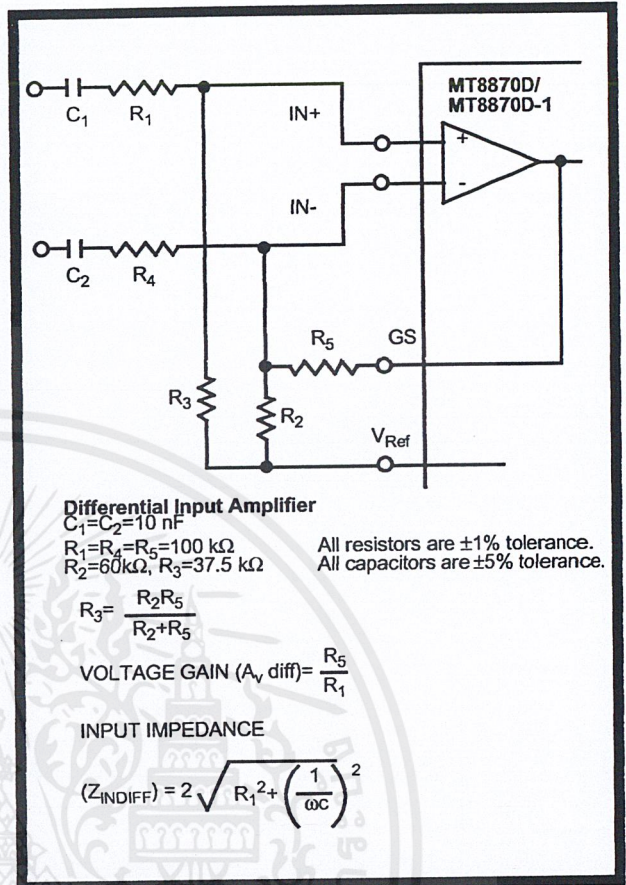 MT8870D/
MT8870D-1
C₁ R₁ IN+
+
-
IN-
C₂ R₄
R₅ GS
R₃ R₂
V_Ref
Differential Input Amplifier
C₁=C₂=10 nF
R₁=R₄=R₅=100 kΩ All resistors are ±1% tolerance.
R₂=60kΩ, R₃=37.5 kΩ All capacitors are ±5% tolerance.
R₃= R₂R₅ / R₂+R₅
VOLTAGE GAIN (Aᵥ diff)= R₅ / R₁
INPUT IMPEDANCE
(Z_INDIFF) = 2 √ R₁²+ (1 / ωc)²